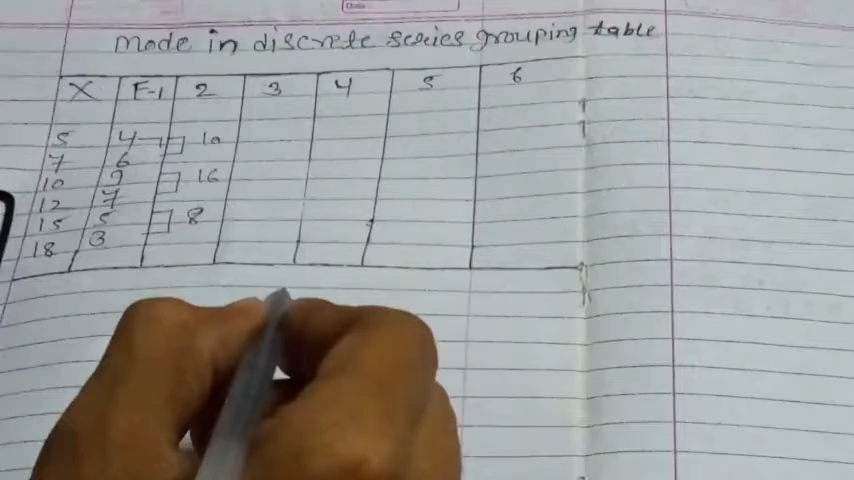 mode in discrete series grouping table
X F-1 2 3 4 5 6
5 4 10
7 6
10 9 16
12 7
15 5 8
18 3